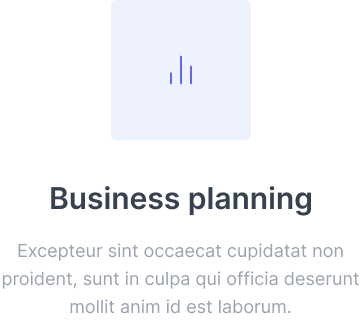 Business planning
Excepteur sint occaecat cupidatat non
proident, sunt in culpa qui officia deserunt
mollit anim id est laborum.